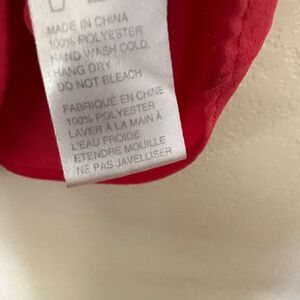 MADE IN CHINA
100% POLYESTER
HAND WASH COLD,
HANG DRY
DO NOT BLEACH
FABRIQUÉ EN CHINE
100% POLYESTER
LAVER À LA MAIN À
L'EAU FROIDE
ETENDRE MOUILLE
NE PAS JAVELLISER